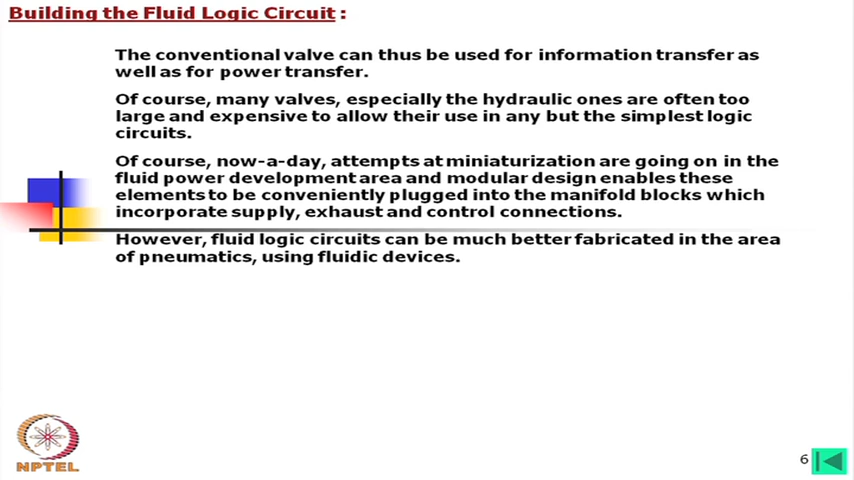 Building the Fluid Logic Circuit :
The conventional valve can thus be used for information transfer as
well as for power transfer.
Of course, many valves, especially the hydraulic ones are often too
large and expensive to allow their use in any but the simplest logic
circuits.
Of course, now-a-day, attempts at miniaturization are going on in the
fluid power development area and modular design enables these
elements to be conveniently plugged into the manifold blocks which
incorporate supply, exhaust and control connections.
However, fluid logic circuits can be much better fabricated in the area
of pneumatics, using fluidic devices.
NPTEL
6